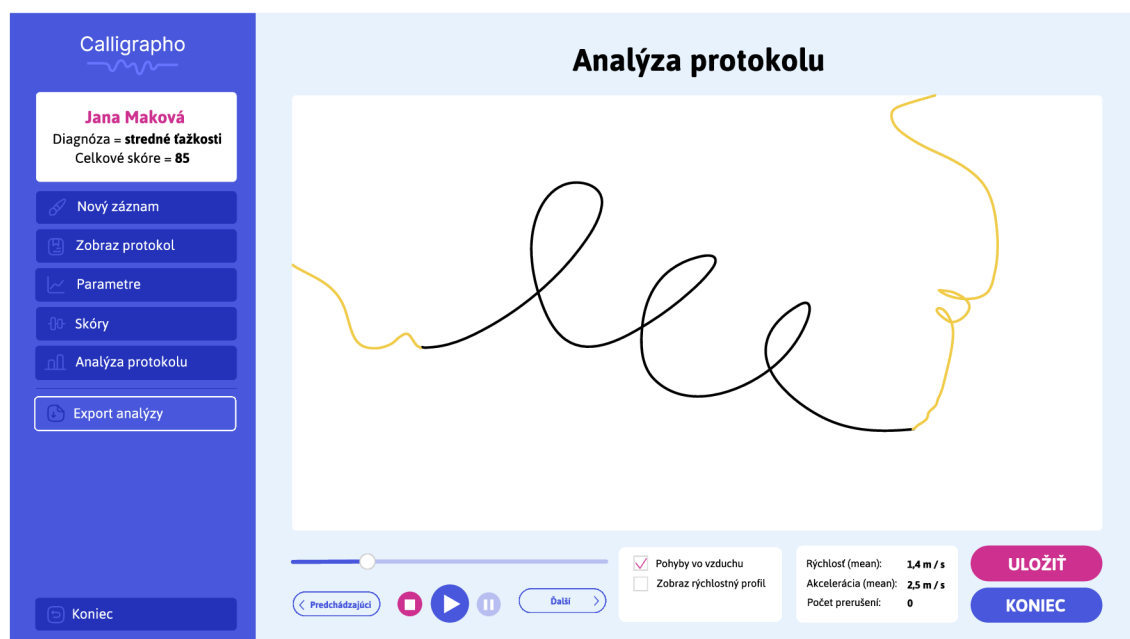 Calligrapho
Jana Maková
Diagnóza = stredné ťažkosti
Celkové skóre = 85
Nový záznam
Zobraz protokol
Parametre
Skóry
Analýza protokolu
Export analýzy
Koniec
Analýza protokolu
lee
Predchádzajúci
Ďalší
Pohyby vo vzduchu
Zobraz rýchlostný profil
Rýchlosť (mean): 1,4 m / s
Akcelerácia (mean): 2,5 m / s
Počet prerušení: 0
ULOŽIŤ
KONIEC